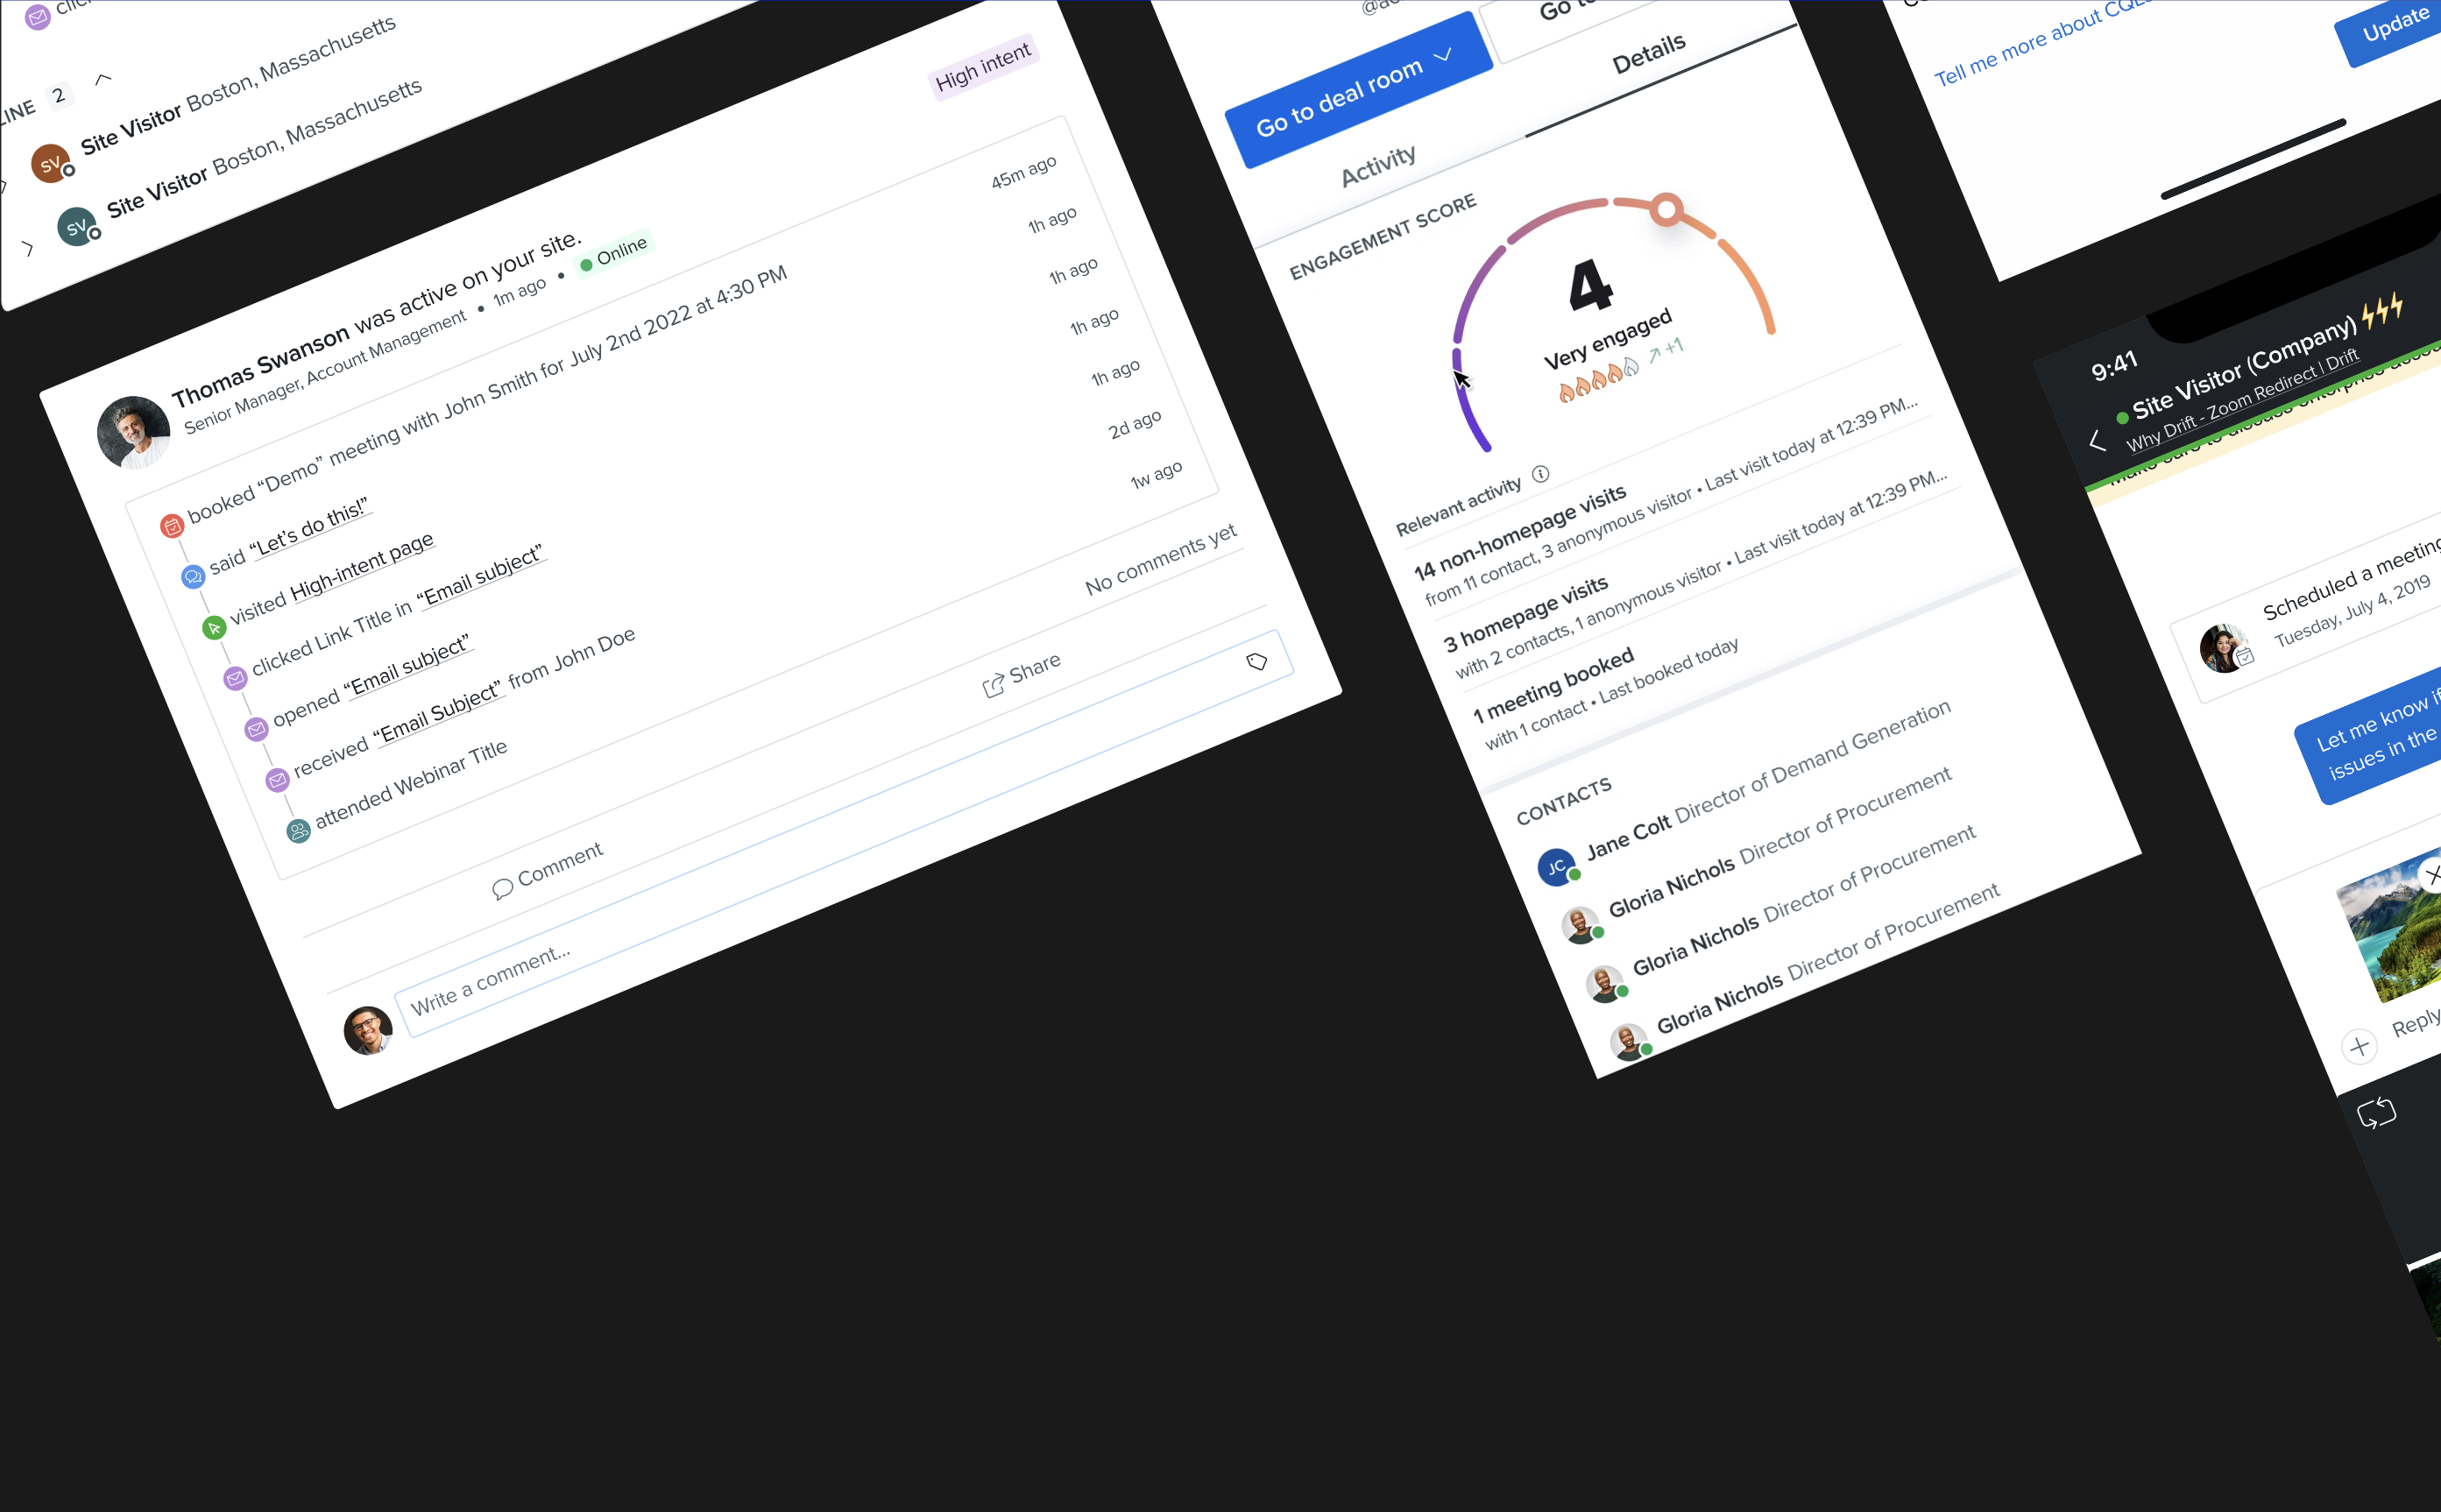 2
Site Visitor Boston, Massachusetts
SV
Site Visitor Boston, Massachusetts
SV
High intent
Thomas Swanson was active on your site.
Senior Manager, Account Management • 1m ago • Online
booked “Demo” meeting with John Smith for July 2nd 2022 at 4:30 PM 45m ago
said “Let’s do this!” 1h ago
visited High-intent page 1h ago
clicked Link Title in “Email subject” 1h ago
opened “Email subject” 1h ago
received “Email Subject” from John Doe 2d ago
attended Webinar Title 1w ago
No comments yet
Comment Share
Write a comment...
Go to deal room
Go to
Activity Details
ENGAGEMENT SCORE
4
Very engaged
+1
Relevant activity
14 non-homepage visits
from 11 contact, 3 anonymous visitor • Last visit today at 12:39 PM...
3 homepage visits
with 2 contacts, 1 anonymous visitor • Last visit today at 12:39 PM...
1 meeting booked
with 1 contact • Last booked today
CONTACTS
JC
Jane Colt Director of Demand Generation
Gloria Nichols Director of Procurement
Gloria Nichols Director of Procurement
Gloria Nichols Director of Procurement
Tell me more about
Update
9:41
Site Visitor (Company)
Why Drift - Zoom Redirect | Drift
Scheduled a meeting
Tuesday, July 4, 2019
Let me know if
issues in the
Reply